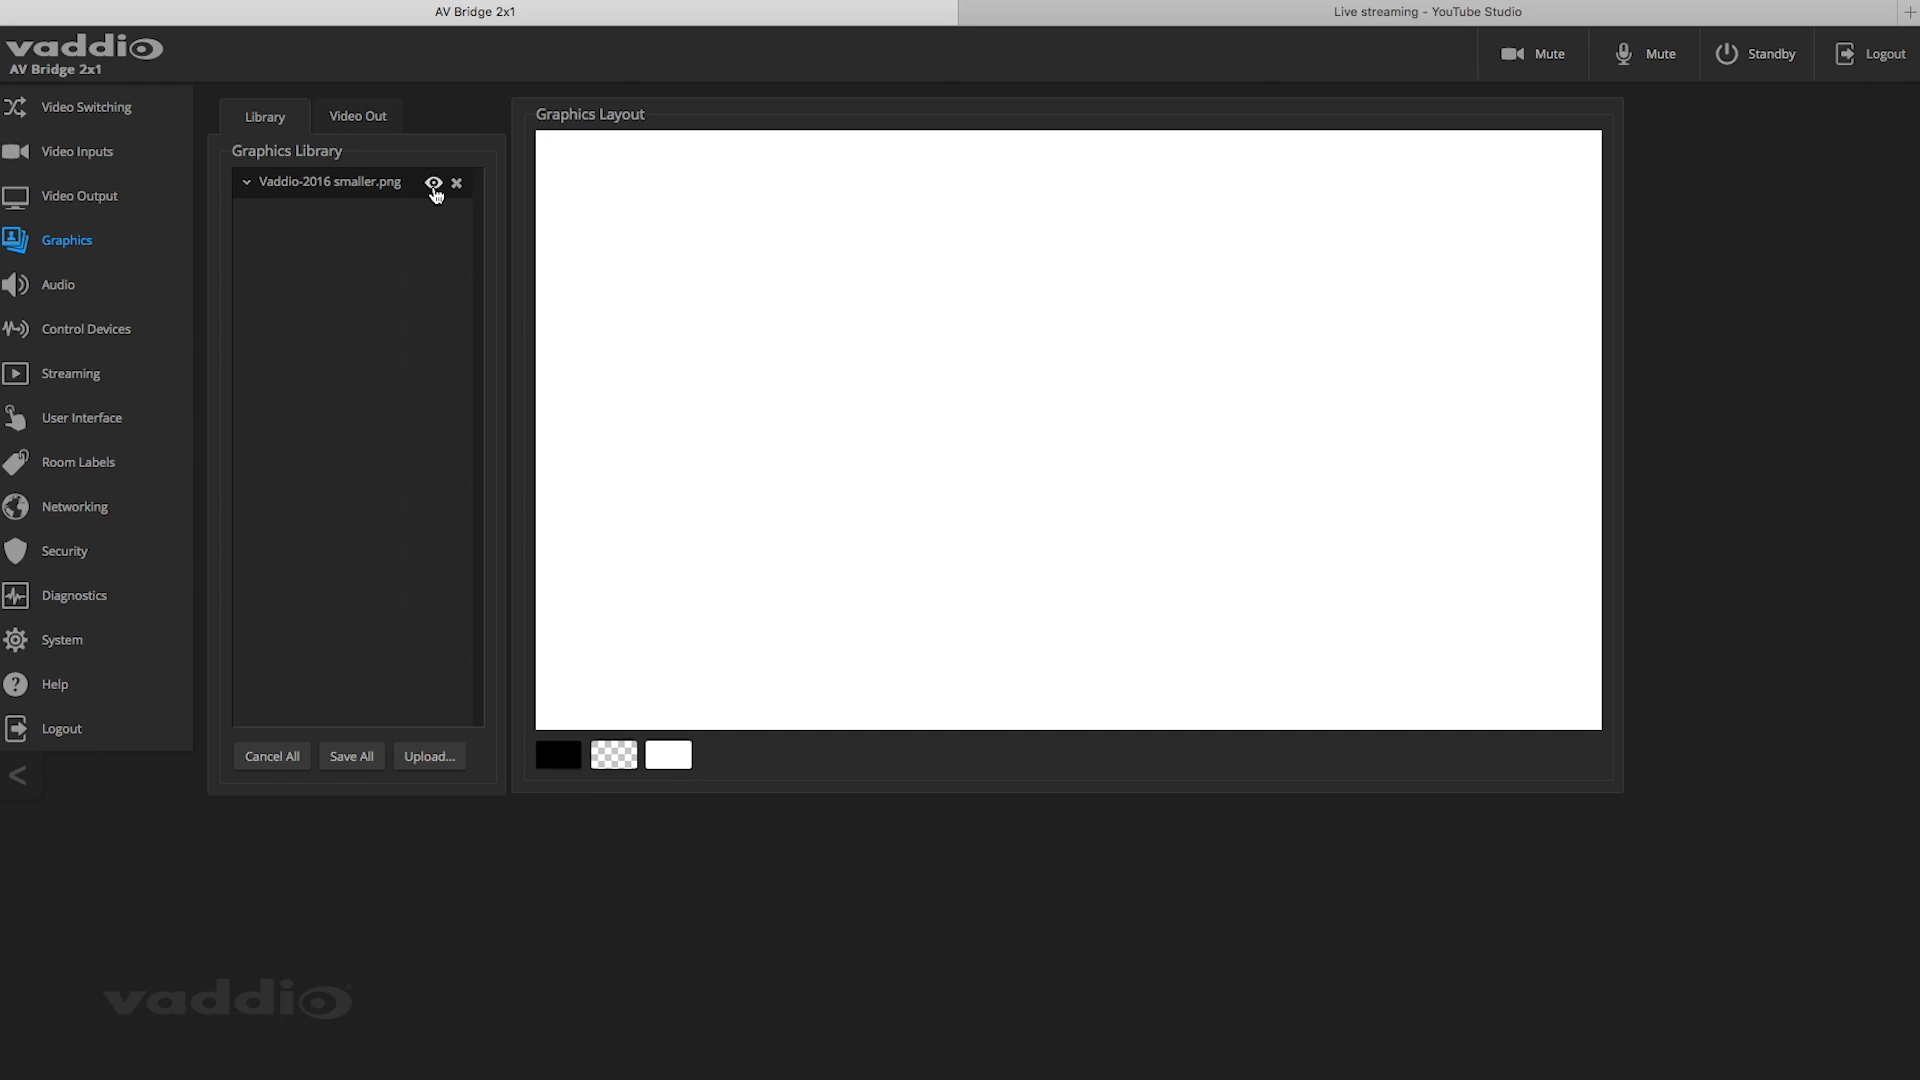 AV Bridge 2x1
Live streaming - YouTube Studio
vaddio
AV Bridge 2x1
Mute
Mute
Standby
Logout
Video Switching
Video Inputs
Video Output
Graphics
Audio
Control Devices
Streaming
User Interface
Room Labels
Networking
Security
Diagnostics
System
Help
Logout
Library
Video Out
Graphics Library
Vaddio-2016 smaller.png
Cancel All
Save All
Upload...
Graphics Layout
vaddio